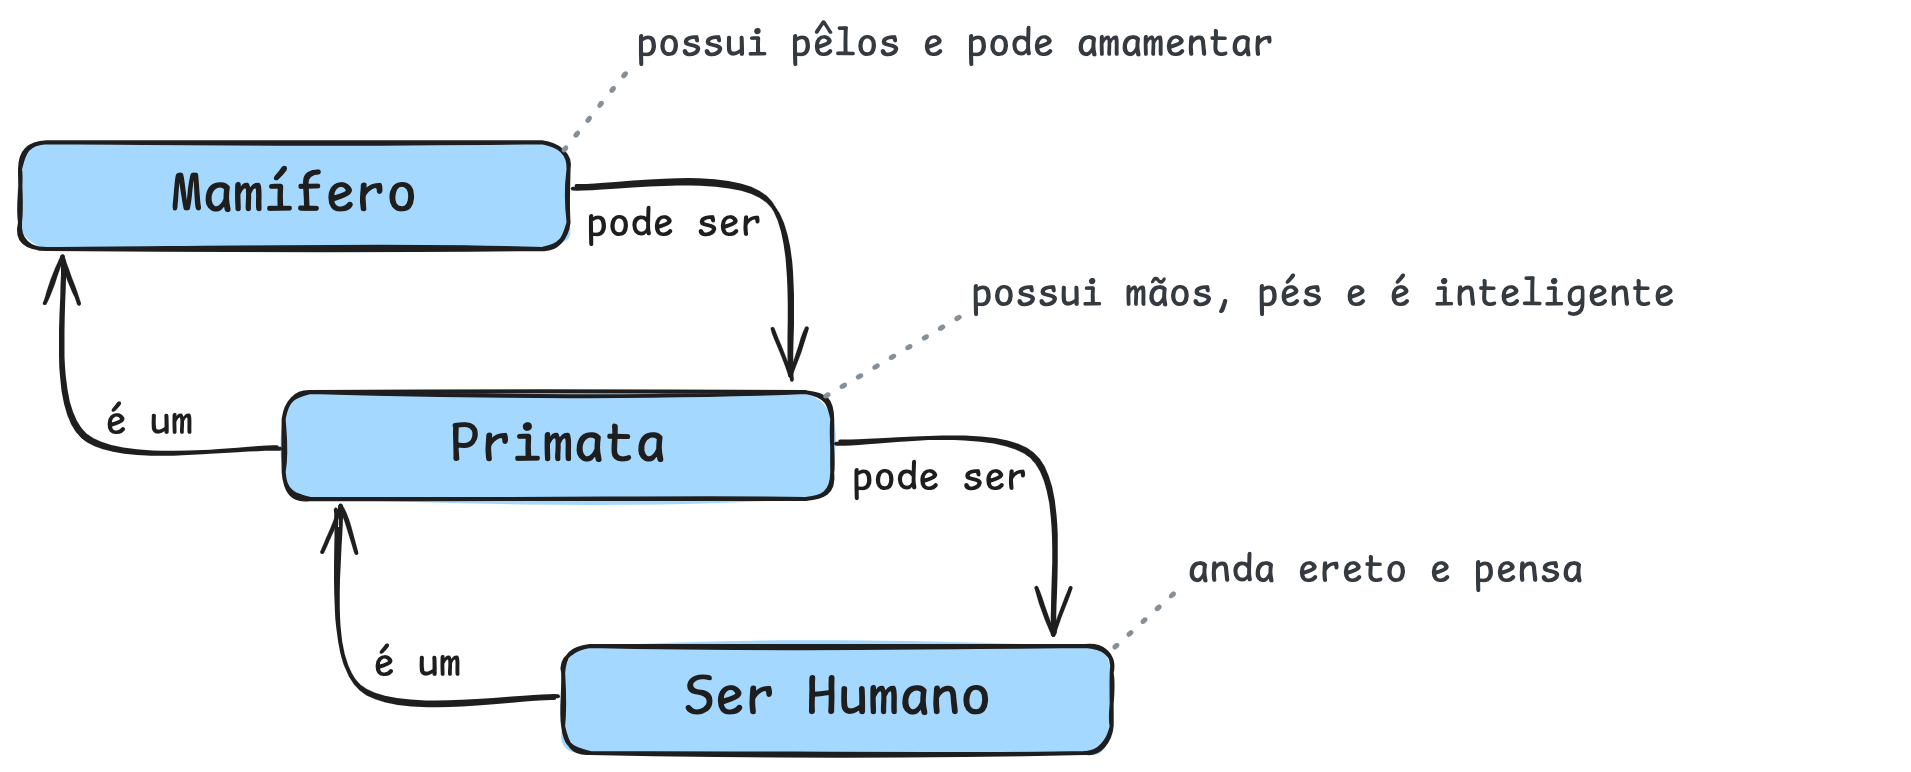 possui pêlos e pode amamentar
Mamífero
pode ser
possui mãos, pés e é inteligente
é um
Primata
pode ser
anda ereto e pensa
é um
Ser Humano